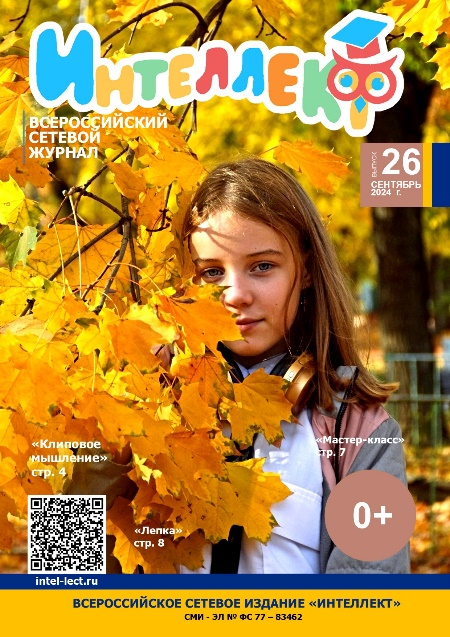 ИНТЕЛЛЕКТ
ВСЕРОССИЙСКИЙ
СЕТЕВОЙ
ЖУРНАЛ
ВЫПУСК
26
СЕНТЯБРЬ
2024 г.
«Клиповое
мышление»
стр. 4
«Мастер-класс»
стр. 7
«Лепка»
стр. 8
0+
intel-lect.ru
ВСЕРОССИЙСКОЕ СЕТЕВОЕ ИЗДАНИЕ «ИНТЕЛЛЕКТ»
СМИ - ЭЛ № ФС 77 – 83462